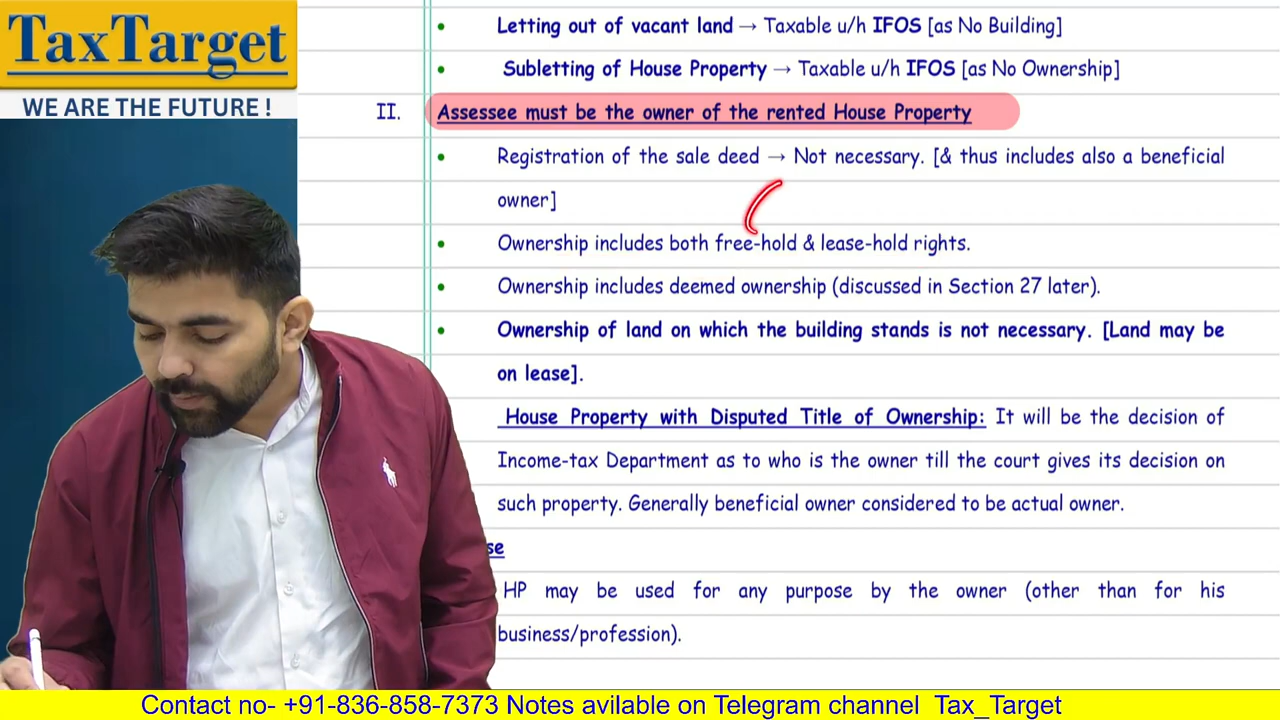 TaxTarget
WE ARE THE FUTURE !
• Letting out of vacant land → Taxable u/h IFOS [as No Building]
• Subletting of House Property → Taxable u/h IFOS [as No Ownership]
II. Assessee must be the owner of the rented House Property
• Registration of the sale deed → Not necessary. [& thus includes also a beneficial
owner]
• Ownership includes both free-hold & lease-hold rights.
• Ownership includes deemed ownership (discussed in Section 27 later).
• Ownership of land on which the building stands is not necessary. [Land may be
on lease].
House Property with Disputed Title of Ownership: It will be the decision of
Income-tax Department as to who is the owner till the court gives its decision on
such property. Generally beneficial owner considered to be actual owner.
se
HP may be used for any purpose by the owner (other than for his
business/profession).
Contact no- +91-836-858-7373 Notes avilable on Telegram channel Tax_Target